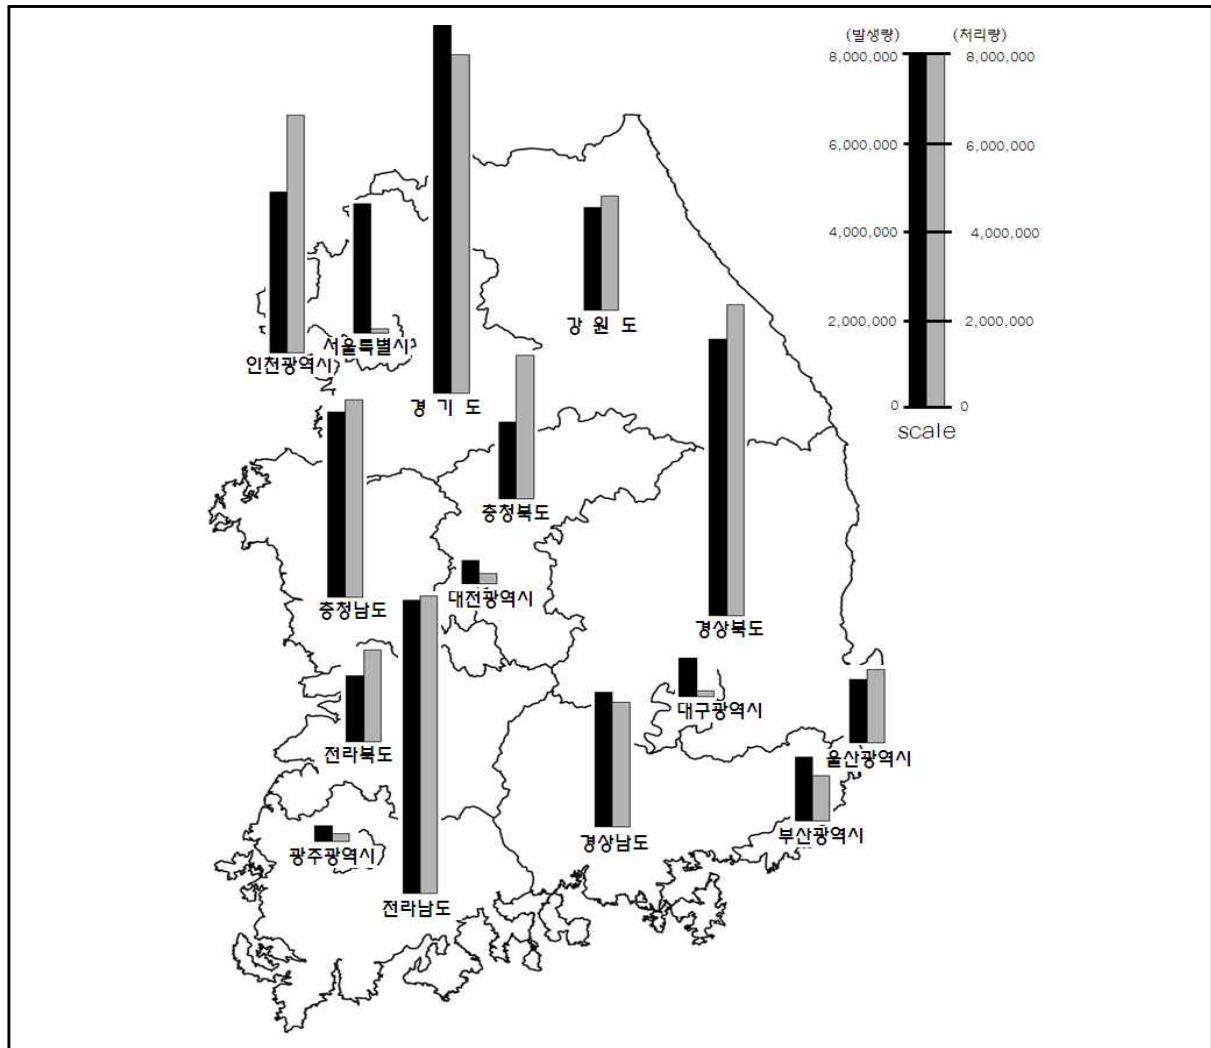 (발생량) (처리량)
8,000,000 8,000,000
6,000,000 6,000,000
4,000,000 4,000,000
2,000,000 2,000,000
0 0
scale
강 원 도
서울특별시
인천광역시
경 기 도
충청북도
대전광역시
충청남도
경상북도
대구광역시
전라북도
울산광역시
부산광역시
경상남도
광주광역시
전라남도